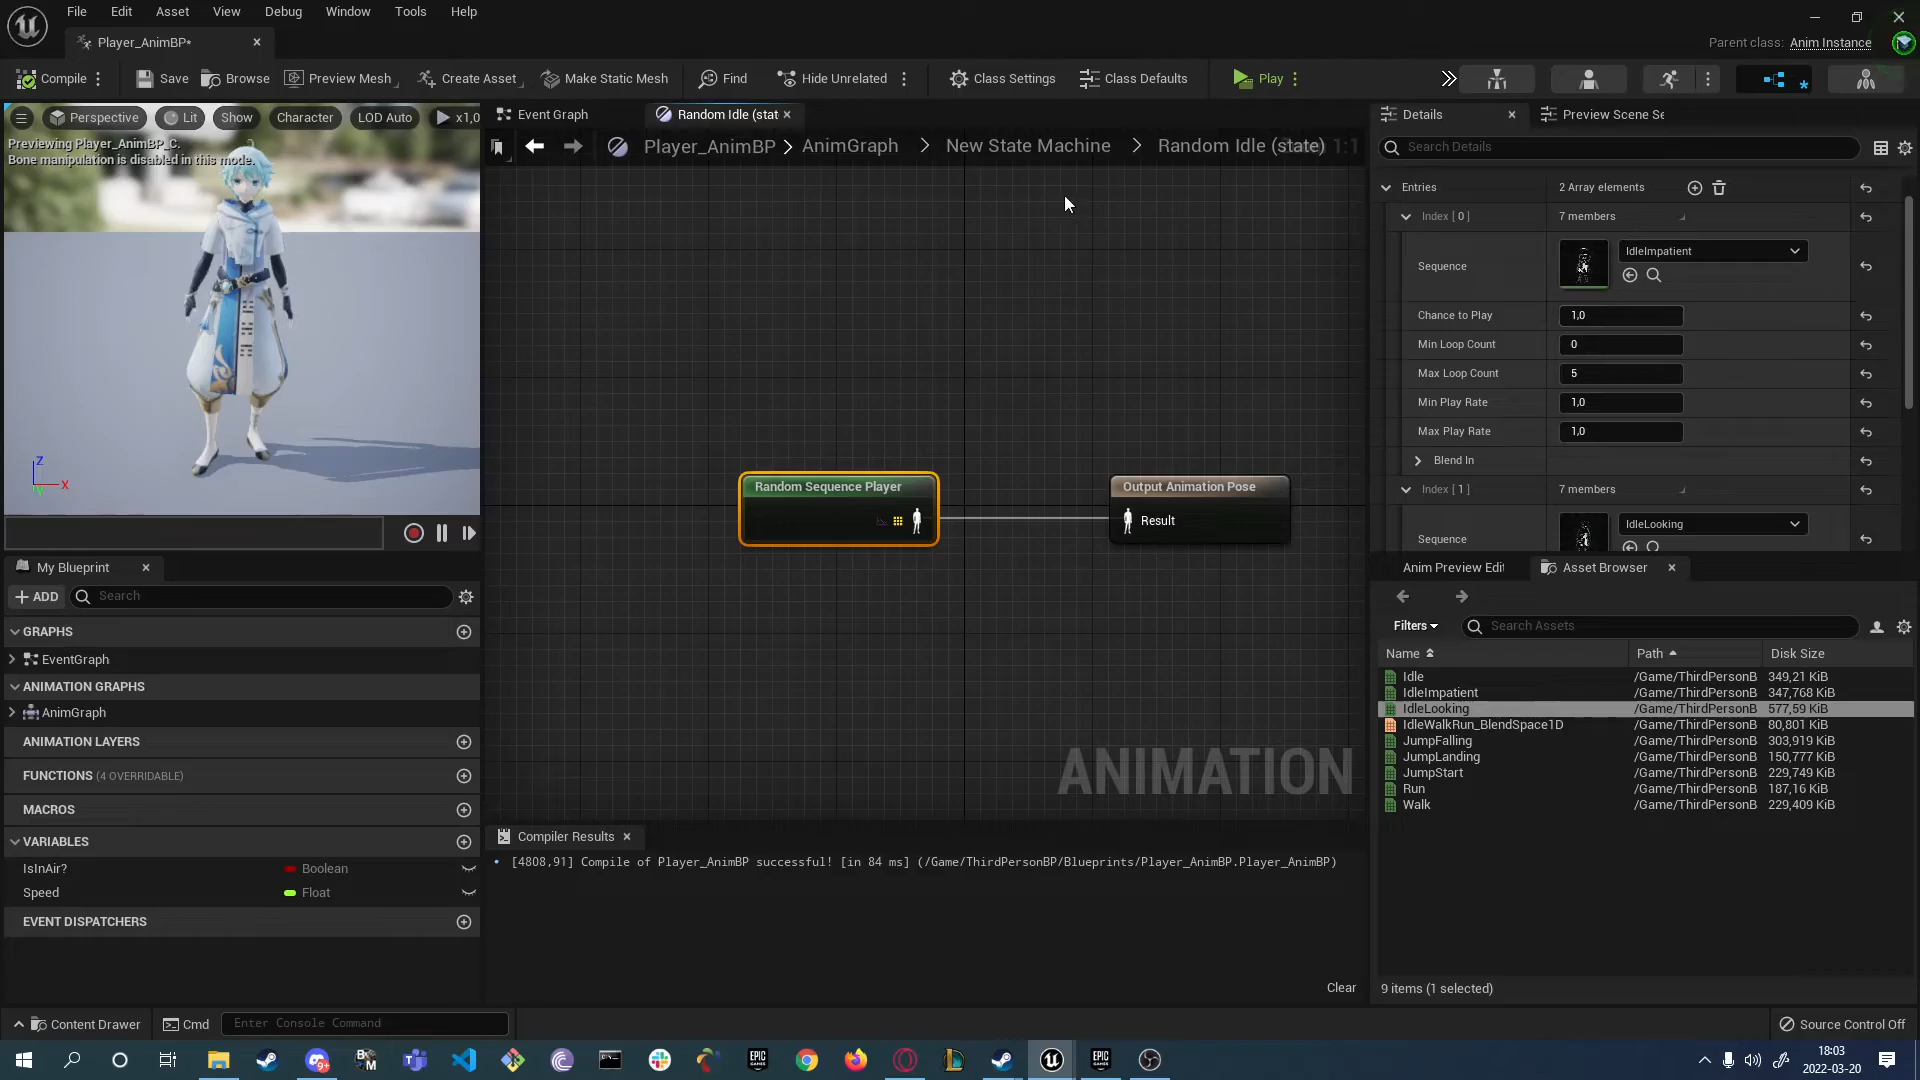 File Edit Asset View Debug Window Tools Help
Player_AnimBP*
Parent class: Anim Instance
Compile Save Browse Preview Mesh Create Asset Make Static Mesh Find Hide Unrelated Class Settings Class Defaults Play
Perspective Lit Show Character LOD Auto x1,0
Previewing Player_AnimBP_C.
Bone manipulation is disabled in this mode.
Z
X
Event Graph
Random Idle (stat
Player_AnimBP > AnimGraph > New State Machine > Random Idle (state)
1:1
Random Sequence Player
Output Animation Pose
Result
ANIMATION
Compiler Results
[4808,91] Compile of Player_AnimBP successful! [in 84 ms] (/Game/ThirdPersonBP/Blueprints/Player_AnimBP.Player_AnimBP)
Clear
My Blueprint
ADD
Search
GRAPHS
EventGraph
ANIMATION GRAPHS
AnimGraph
ANIMATION LAYERS
FUNCTIONS (4 OVERRIDABLE)
MACROS
VARIABLES
IsInAir? Boolean
Speed Float
EVENT DISPATCHERS
Details
Preview Scene Se
Search Details
Entries 2 Array elements
Index [ 0 ] 7 members
Sequence IdleImpatient
Chance to Play 1,0
Min Loop Count 0
Max Loop Count 5
Min Play Rate 1,0
Max Play Rate 1,0
Blend In
Index [ 1 ] 7 members
Sequence IdleLooking
Anim Preview Edit
Asset Browser
Filters Search Assets
Name Path Disk Size
Idle /Game/ThirdPersonB 349,21 KiB
IdleImpatient /Game/ThirdPersonB 347,768 KiB
IdleLooking /Game/ThirdPersonB 577,59 KiB
IdleWalkRun_BlendSpace1D /Game/ThirdPersonB 80,801 KiB
JumpFalling /Game/ThirdPersonB 303,919 KiB
JumpLanding /Game/ThirdPersonB 150,777 KiB
JumpStart /Game/ThirdPersonB 229,749 KiB
Run /Game/ThirdPersonB 187,16 KiB
Walk /Game/ThirdPersonB 229,409 KiB
9 items (1 selected)
Content Drawer Cmd Enter Console Command Source Control Off
18:03
2022-03-20